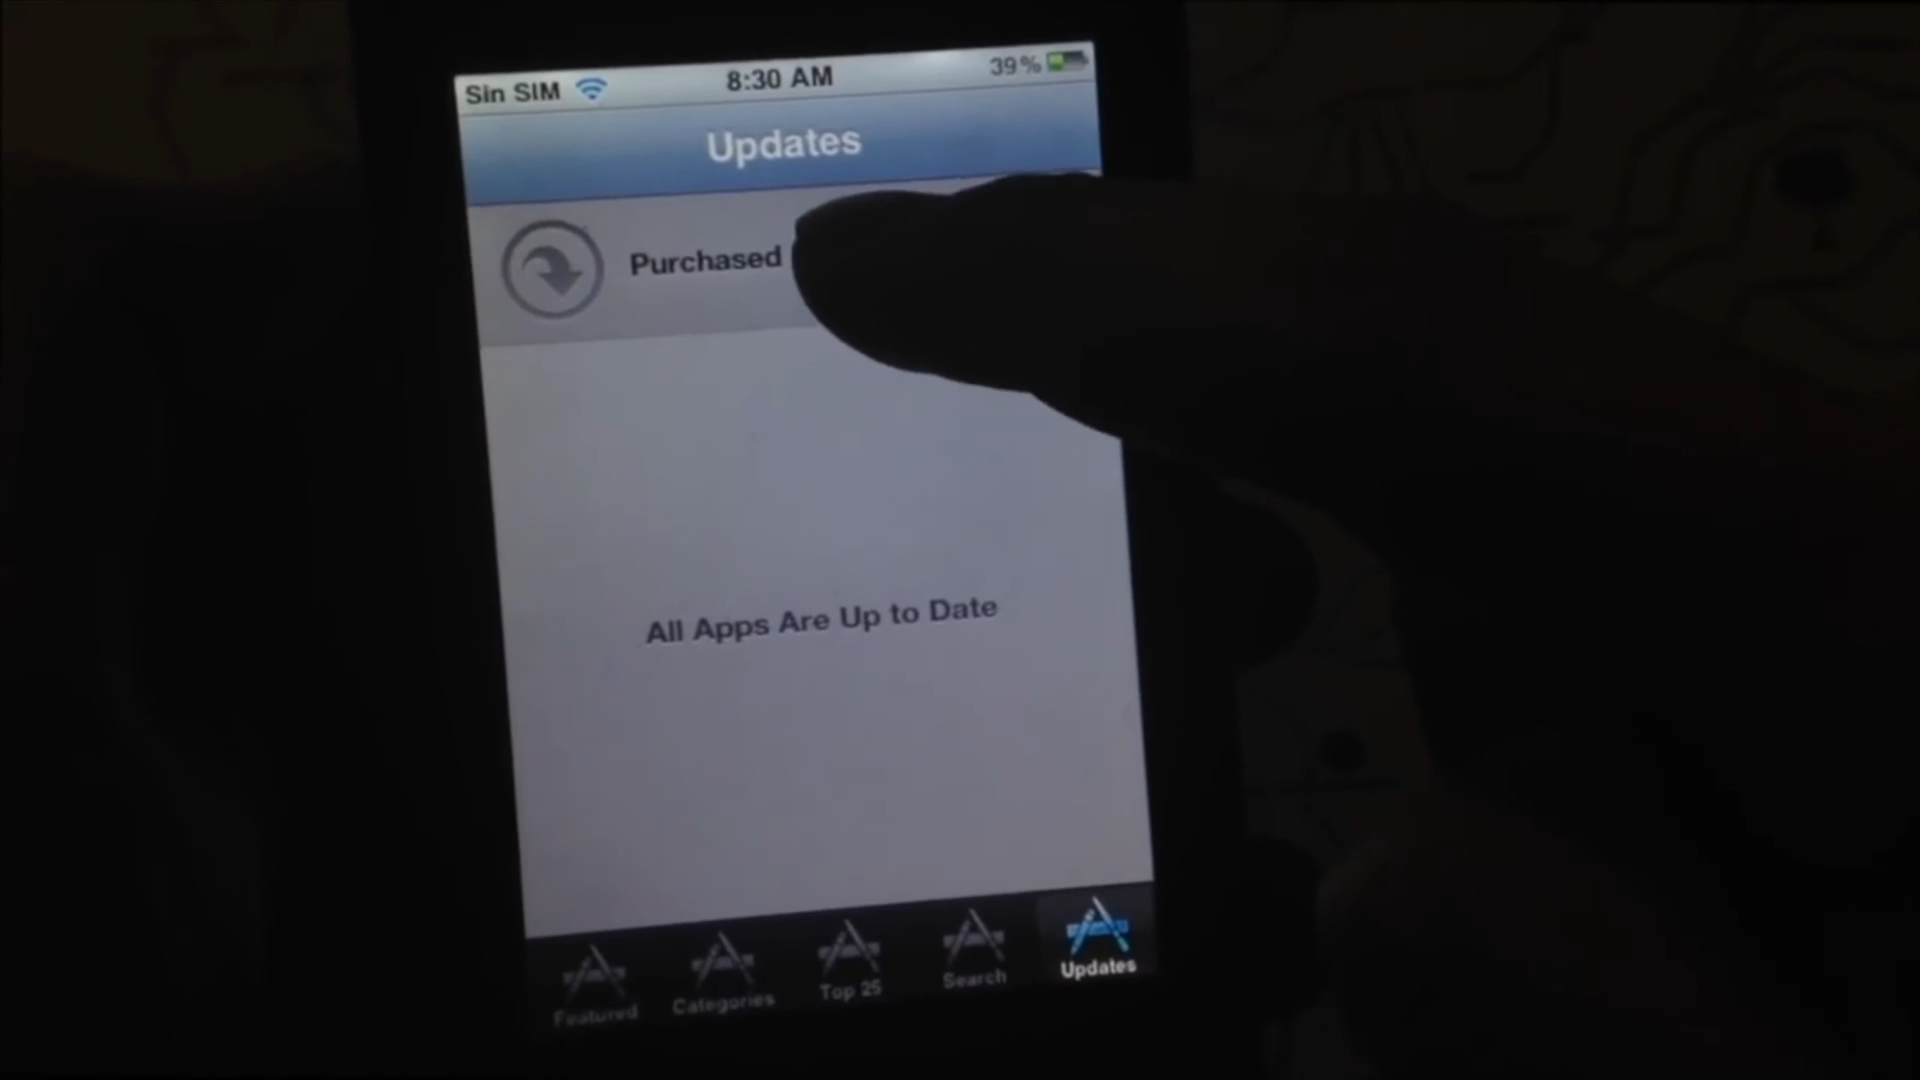 Sin SIM 8:30 AM 39%
Updates
Purchased
All Apps Are Up to Date
Featured Categories Top 25 Search Updates